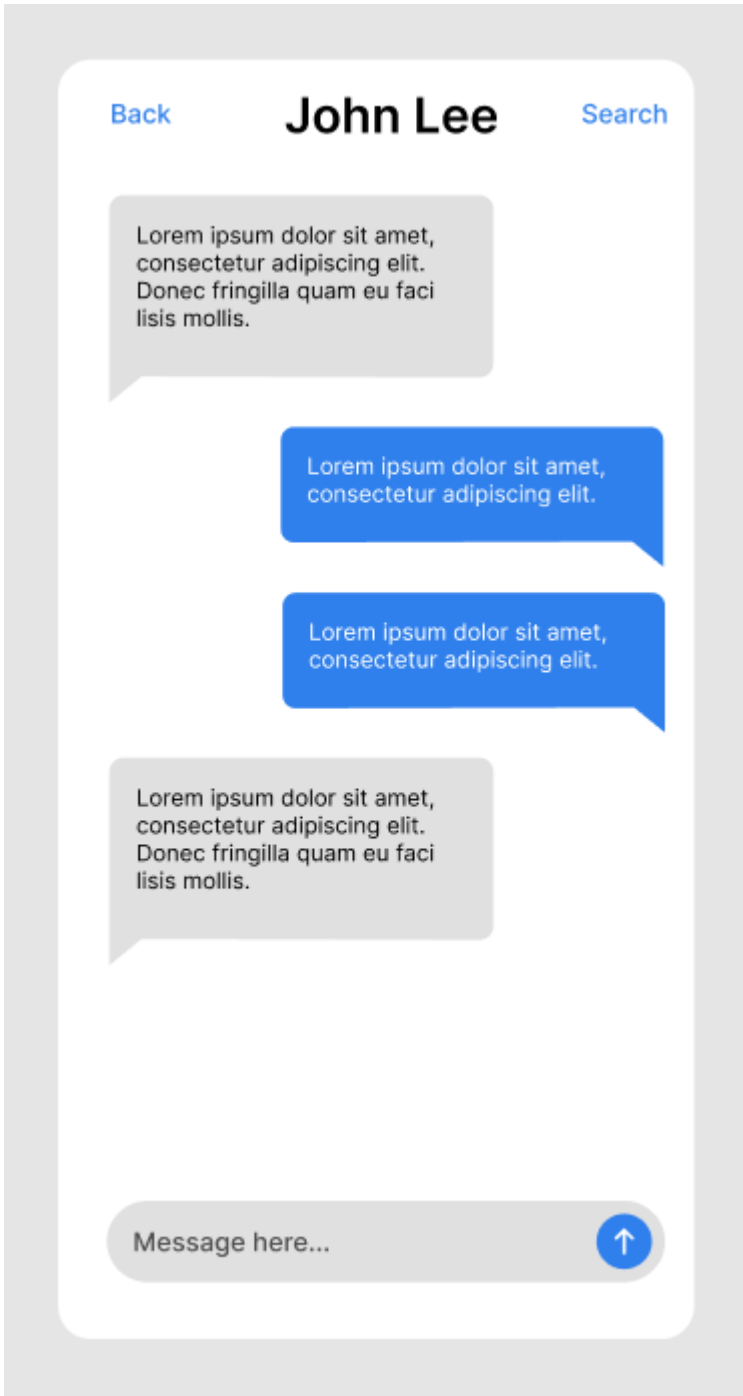 Back
John Lee
Search
Lorem ipsum dolor sit amet,
consectetur adipiscing elit.
Donec fringilla quam eu faci
lisis mollis.
Lorem ipsum dolor sit amet,
consectetur adipiscing elit.
Lorem ipsum dolor sit amet,
consectetur adipiscing elit.
Lorem ipsum dolor sit amet,
consectetur adipiscing elit.
Donec fringilla quam eu faci
lisis mollis.
Message here...